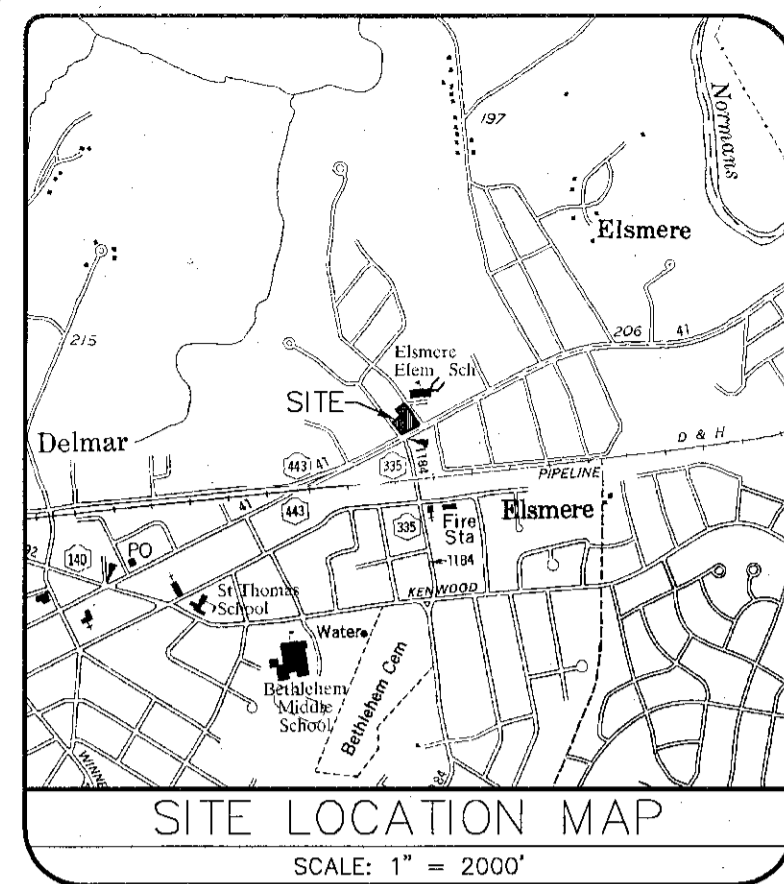 Normans
197
Elsmere
215
206
41
Elsmere
Elem Sch
SITE
Delmar
D & H
443
41
335
1184
PIPELINE
41
443
335
Elsmere
Fire
Sta
140
PO
1184
St Thomas
School
KENWOOD
Water
Bethlehem Cem
Bethlehem
Middle
School
SITE LOCATION MAP
SCALE: 1" = 2000'